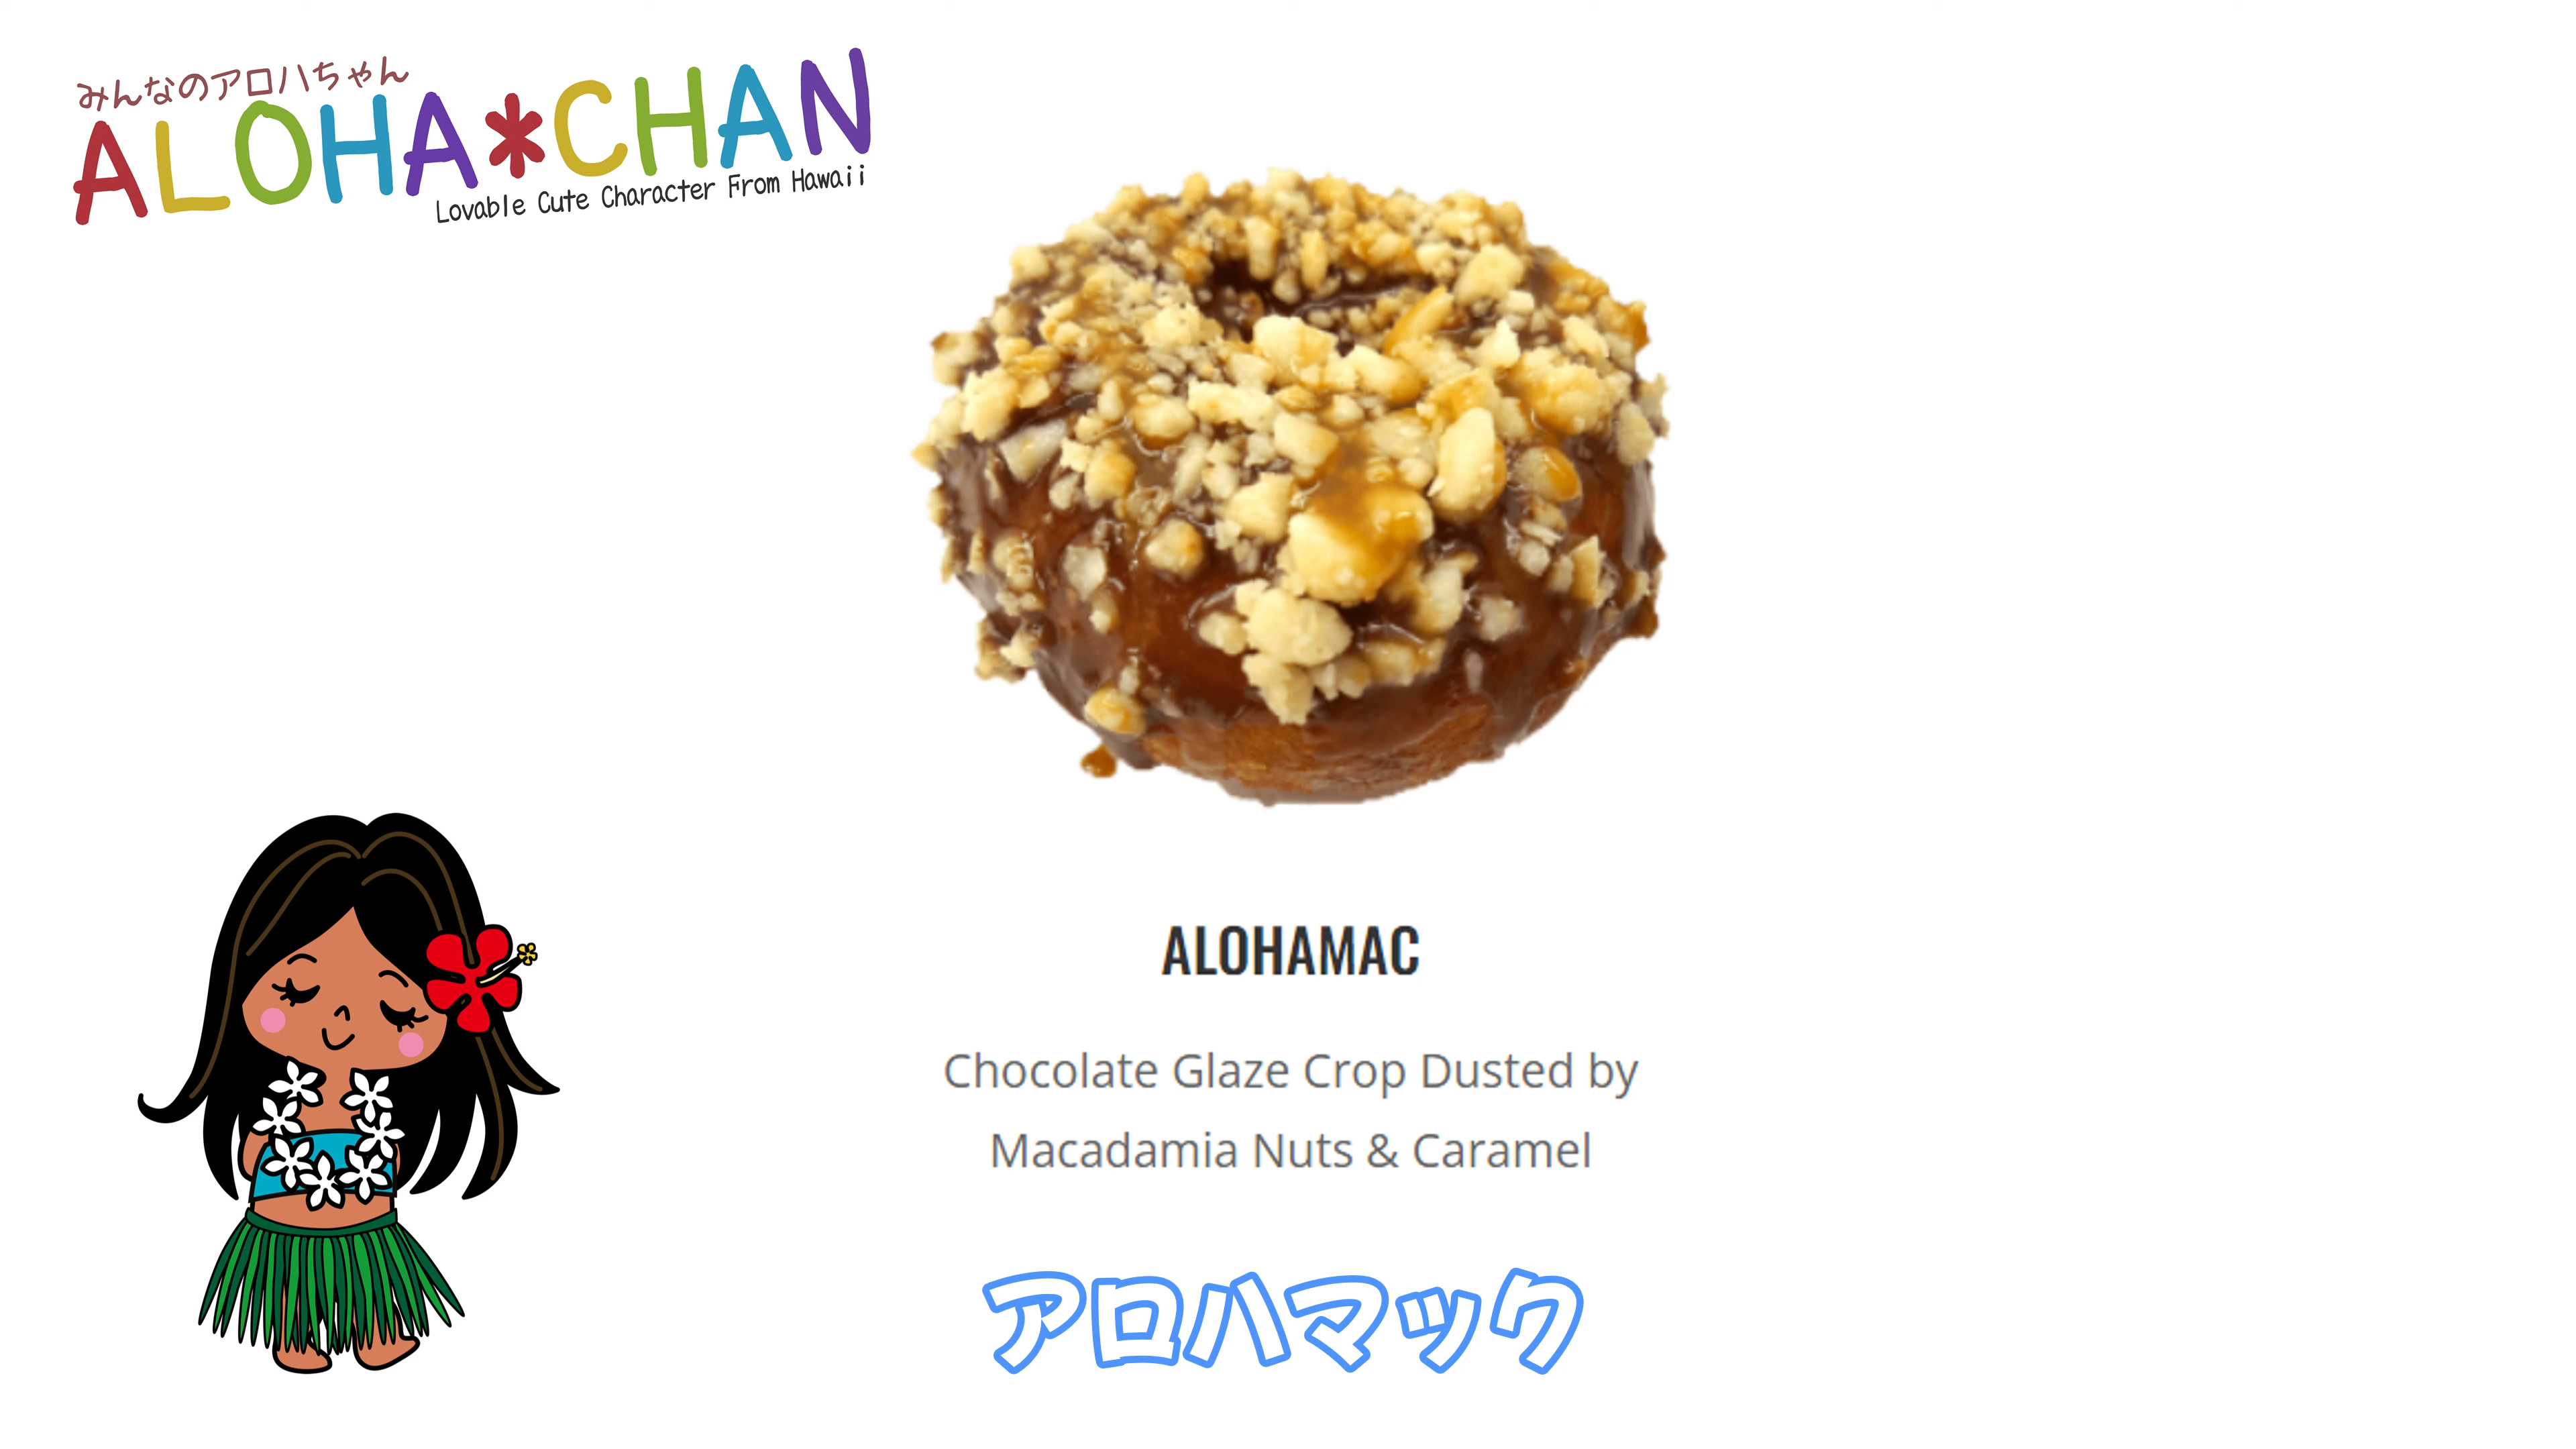 みんなのアロハちゃん
ALOHA*CHAN
Lovable Cute Character From Hawaii
ALOHAMAC
Chocolate Glaze Crop Dusted by
Macadamia Nuts & Caramel
アロハマック